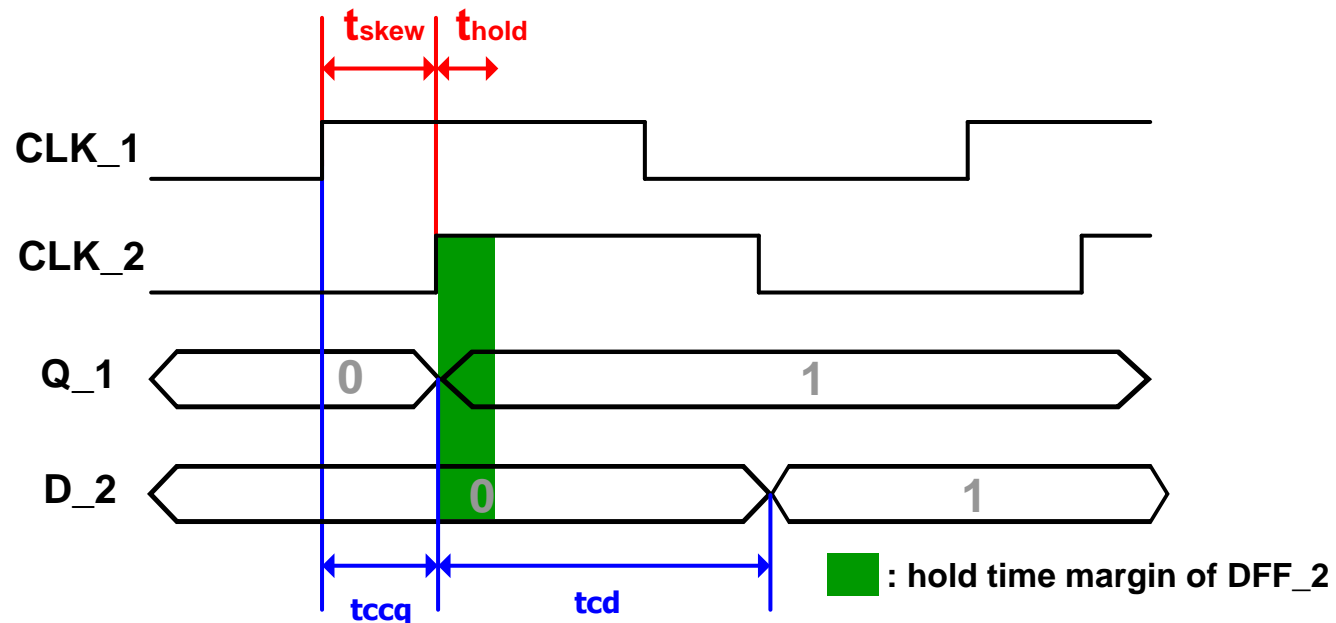 tskew thold
CLK_1
CLK_2
Q_1 0 1
D_2 0 1
: hold time margin of DFF_2
tccq tcd